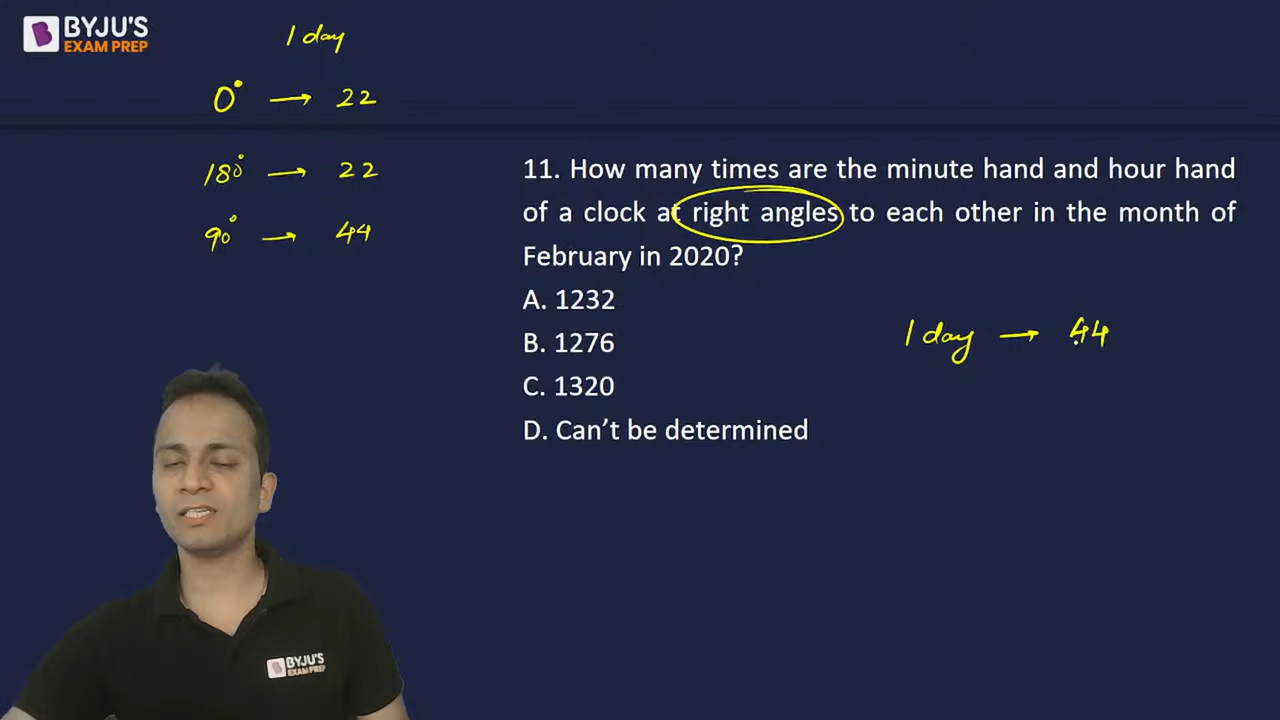 BYJU'S
EXAM PREP
1 day
0° → 22
180° → 22
90° → 44
11. How many times are the minute hand and hour hand
of a clock at right angles to each other in the month of
February in 2020?
A. 1232
B. 1276
C. 1320
D. Can’t be determined
1 day → 44
BYJU'S
EXAM PREP